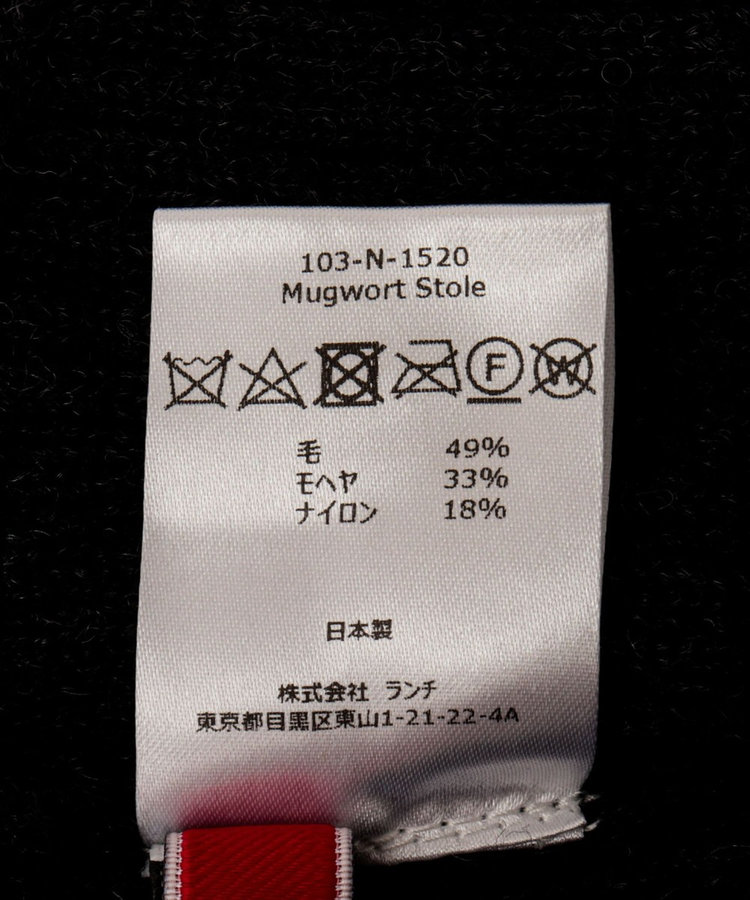 103-N-1520
Mugwort Stole
F W
毛 49%
モヘヤ 33%
ナイロン 18%
日本製
株式会社 ランチ
東京都目黒区東山1-21-22-4A